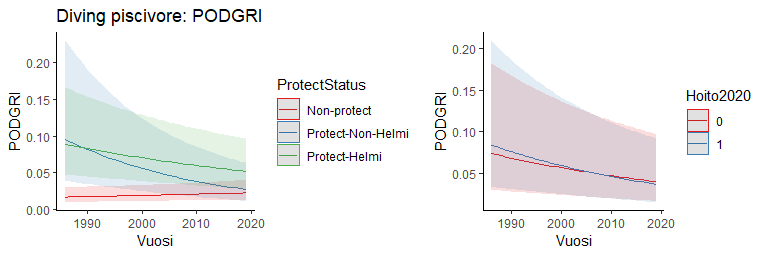 Diving piscivore: PODGRI
PODGRI
0.20
0.15
0.10
0.05
0.00
1990
2000
2010
2020
Vuosi
ProtectStatus
Non-protect
Protect-Non-Helmi
Protect-Helmi
PODGRI
0.20
0.15
0.10
0.05
1990
2000
2010
2020
Vuosi
Hoito2020
0
1